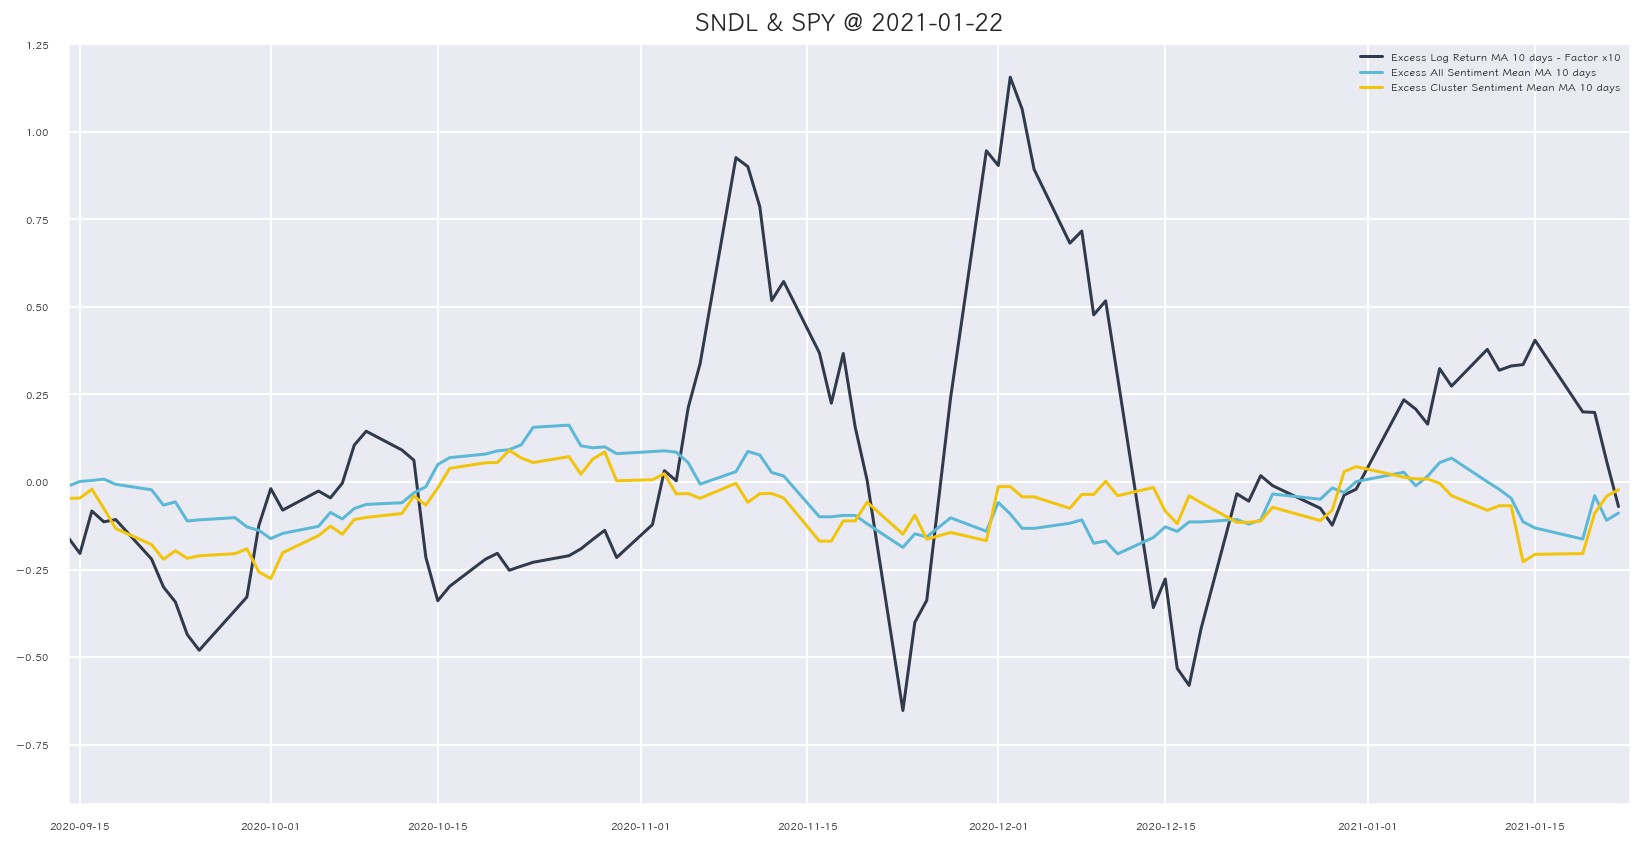 SNDL & SPY @ 2021-01-22
1.25
Excess Log Return MA 10 days - Factor x10
Excess All Sentiment Mean MA 10 days
Excess Cluster Sentiment Mean MA 10 days
1.00
0.75
0.50
0.25
0.00
−0.25
−0.50
−0.75
2020-09-15 2020-10-01 2020-10-15 2020-11-01 2020-11-15 2020-12-01 2020-12-15 2021-01-01 2021-01-15